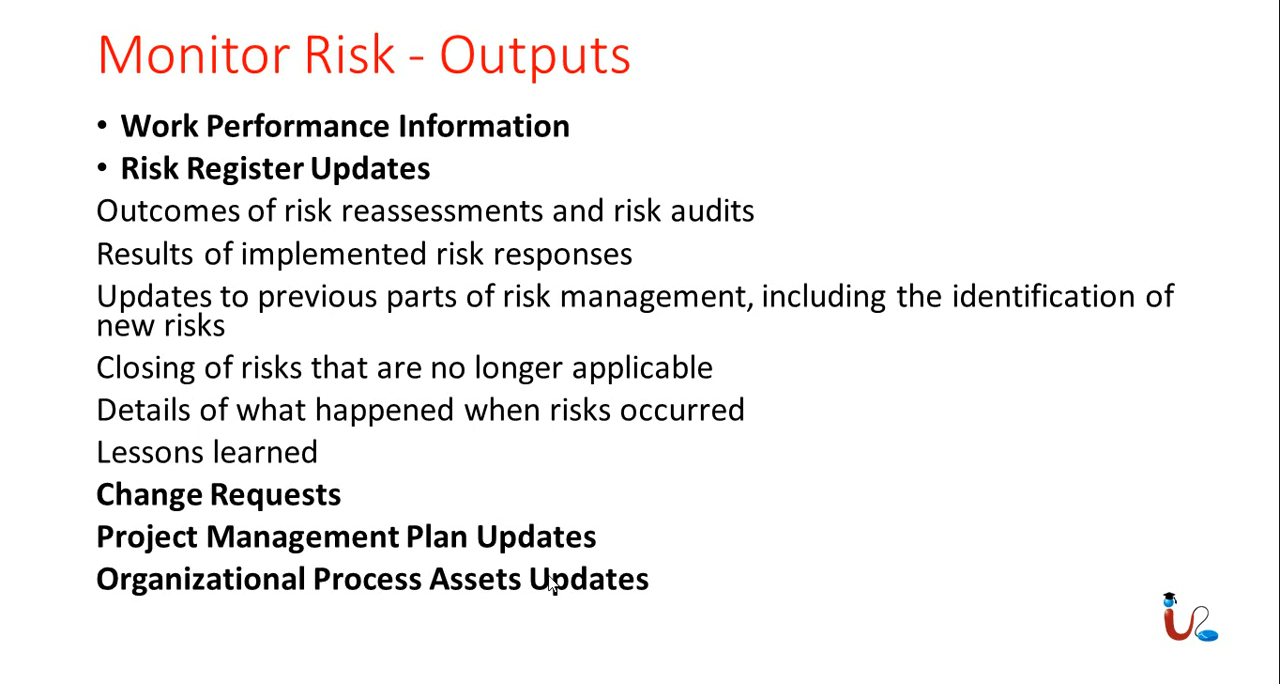 Monitor Risk - Outputs
• Work Performance Information
• Risk Register Updates
Outcomes of risk reassessments and risk audits
Results of implemented risk responses
Updates to previous parts of risk management, including the identification of
new risks
Closing of risks that are no longer applicable
Details of what happened when risks occurred
Lessons learned
Change Requests
Project Management Plan Updates
Organizational Process Assets Updates